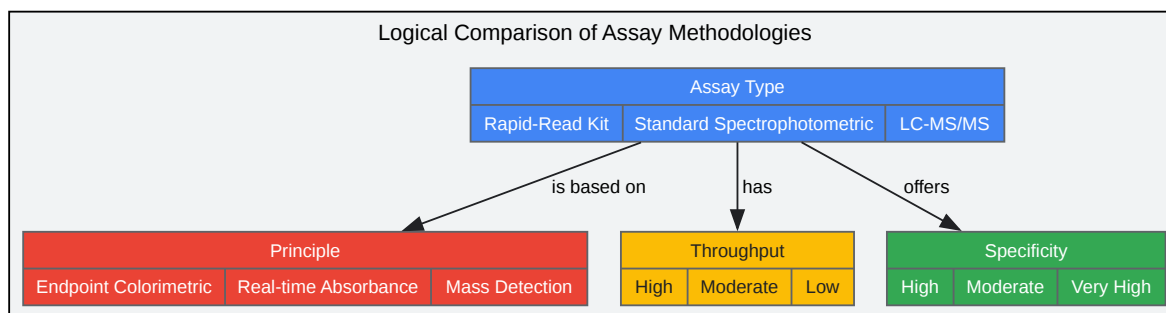 Logical Comparison of Assay Methodologies
Assay Type
Rapid-Read Kit Standard Spectrophotometric LC-MS/MS
is based on has offers
Principle Throughput Specificity
Endpoint Colorimetric Real-time Absorbance Mass Detection High Moderate Low High Moderate Very High